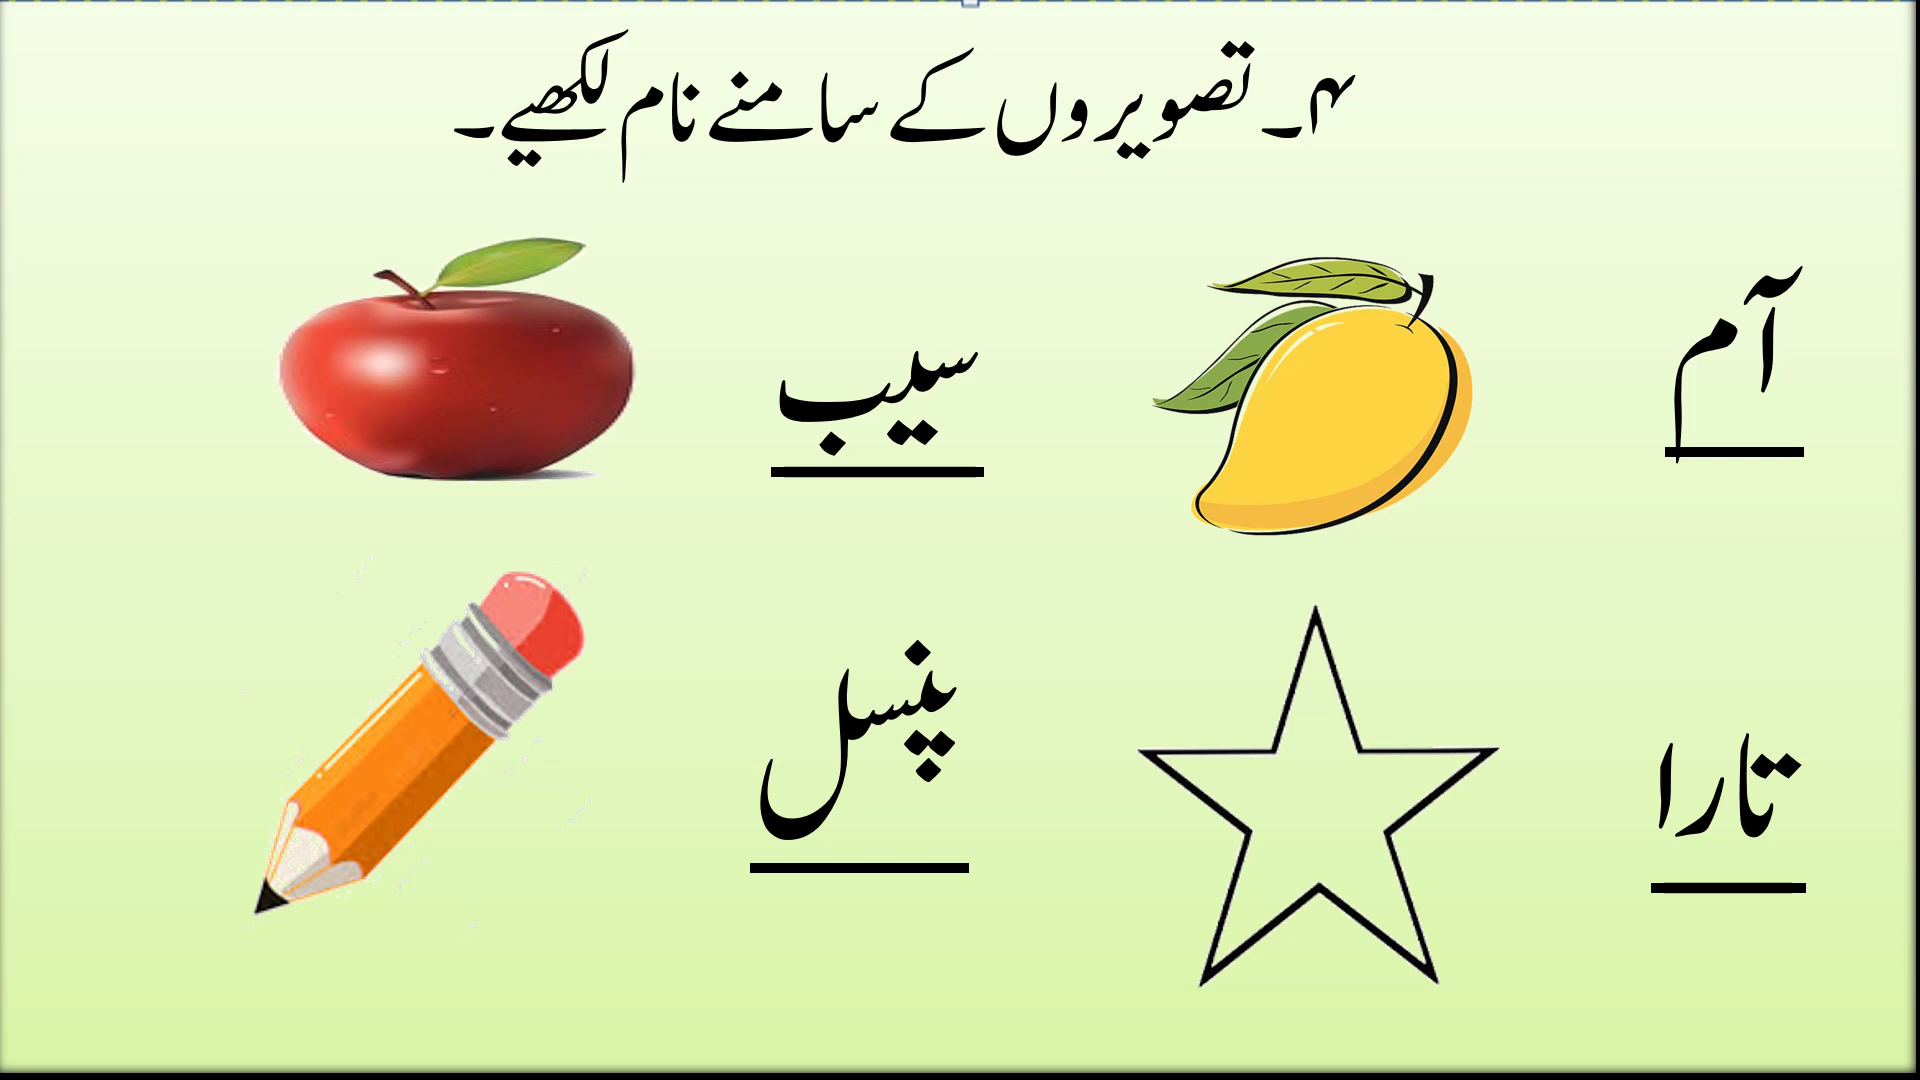 ۴۔ تصویروں کے سامنے نام لکھیے۔
آم
سیب
تارا
پنسل